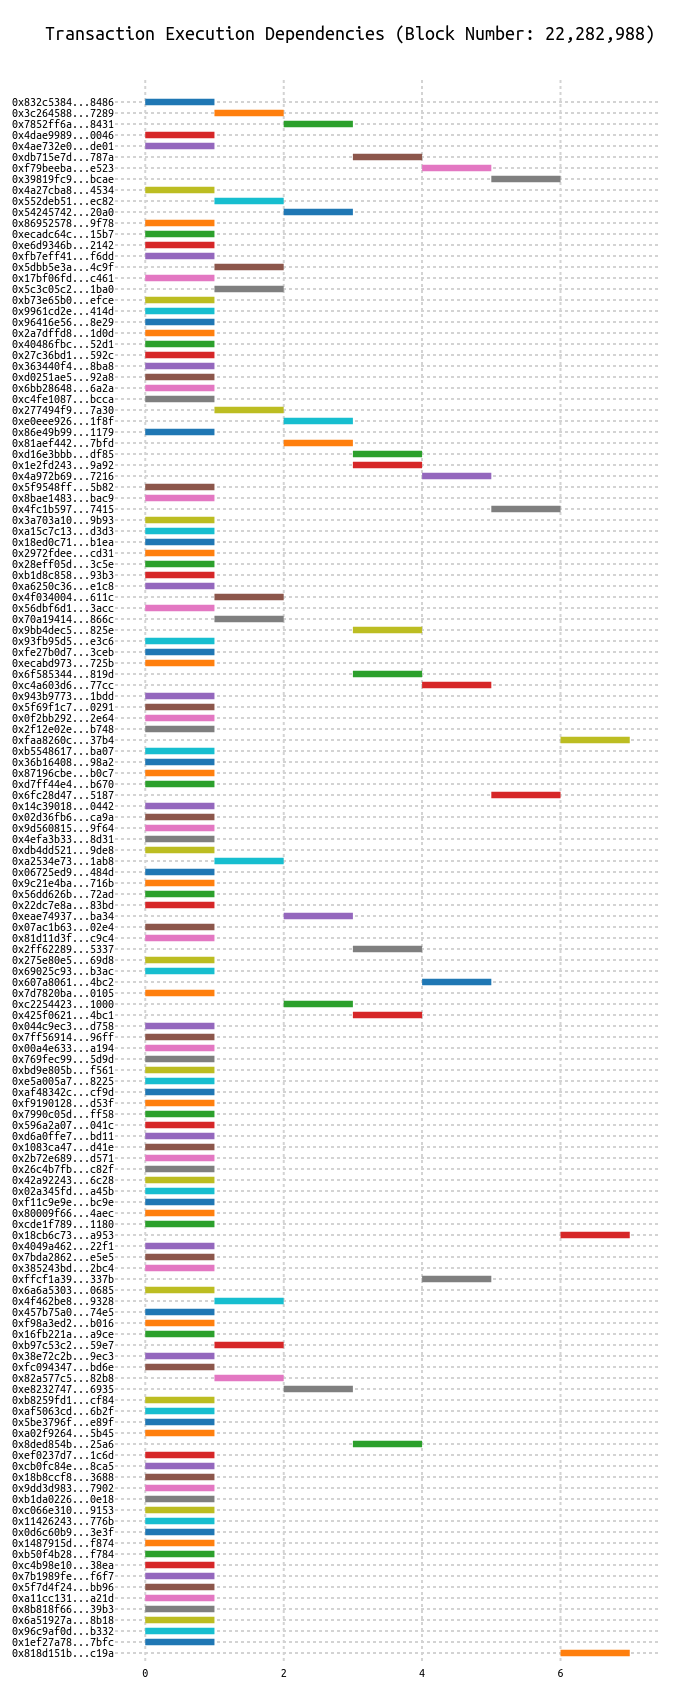 Transaction Execution Dependencies (Block Number: 22,282,988)
0x832c5384...8486
0x3c264588...7289
0x7852ff6a...8431
0x4dae9989...0046
0x4ae732e0...de01
0xdb715e7d...787a
0xf79beeba...e523
0x39819fc9...bcae
0x4a27cba8...4534
0x552deb51...ec82
0x54245742...20a0
0x86952578...9f78
0xecadc64c...15b7
0xe6d9346b...2142
0xfb7eff41...f6dd
0x5dbb5e3a...4c9f
0x17bf06fd...c461
0x5c3c05c2...1ba0
0xb73e65b0...efce
0x9961cd2e...414d
0x96416e56...8e29
0x2a7dffd8...1d0d
0x40486fbc...52d1
0x27c36bd1...592c
0x363440f4...8ba8
0xd0251ae5...92a8
0x6bb28648...6a2a
0xc4fe1087...bcca
0x277494f9...7a30
0xe0eee926...1f8f
0x86e49b99...1179
0x81aef442...7bfd
0xd16e3bbb...df85
0x1e2fd243...9a92
0x4a972b69...7216
0x5f9548ff...5b82
0x8bae1483...bac9
0x4fc1b597...7415
0x3a703a10...9b93
0xa15c7c13...d3d3
0x18ed0c71...b1ea
0x2972fdee...cd31
0x28eff05d...3c5e
0xb1d8c858...93b3
0xa6250c36...e1c8
0x4f034004...611c
0x56dbf6d1...3acc
0x70a19414...866c
0x9bb4dec5...825e
0x93fb95d5...e3c6
0xfe27b0d7...3ceb
0xecabd973...725b
0x6f585344...819d
0xc4a603d6...77cc
0x943b9773...1bdd
0x5f69f1c7...0291
0x0f2bb292...2e64
0x2f12e02e...b748
0xfaa8260c...37b4
0xb5548617...ba07
0x36b16408...98a2
0x87196cbe...b0c7
0xd7ff44e4...b670
0x6fc28d47...5187
0x14c39018...0442
0x02d36fb6...ca9a
0x9d560815...9f64
0x4efa3b33...8d31
0xdb4dd521...9de8
0xa2534e73...1ab8
0x06725ed9...484d
0x9c21e4ba...716b
0x56dd626b...72ad
0x22dc7e8a...83bd
0xeae74937...ba34
0x07ac1b63...02e4
0x81d11d3f...c9c4
0x2ff62289...5337
0x275e80e5...69d8
0x69025c93...b3ac
0x607a8061...4bc2
0x7d7820ba...0105
0xc2254423...1000
0x425f0621...4bc1
0x044c9ec3...d758
0x7ff56914...96ff
0x00a4e633...a194
0x769fec99...5d9d
0xbd9e805b...f561
0xe5a005a7...8225
0xaf48342c...cf9d
0xf9190128...d53f
0x7990c05d...ff58
0x596a2a07...041c
0xd6a0ffe7...bd11
0x1083ca47...d41e
0x2b72e689...d571
0x26c4b7fb...c82f
0x42a92243...6c28
0x02a345fd...a45b
0xf11c9e9e...bc9e
0x80009f66...4aec
0xcde1f789...1180
0x18cb6c73...a953
0x4049a462...22f1
0x7bda2862...e5e5
0x385243bd...2bc4
0xffcf1a39...337b
0x6a6a5303...0685
0x4f462be8...9328
0x457b75a0...74e5
0xf98a3ed2...b016
0x16fb221a...a9ce
0xb97c53c2...59e7
0x38e72c2b...9ec3
0xfc094347...bd6e
0x82a577c5...82b8
0xe8232747...6935
0xb8259fd1...cf84
0xaf5063cd...6b2f
0x5be3796f...e89f
0xa02f9264...5b45
0x8ded854b...25a6
0xef0237d7...1c6d
0xcb0fc84e...8ca5
0x18b8ccf8...3688
0x9dd3d983...7902
0xb1da0226...0e18
0xc066e310...9153
0x11426243...776b
0x0d6c60b9...3e3f
0x1487915d...f874
0xb50f4b28...f784
0xc4b98e10...38ea
0x7b1989fe...f6f7
0x5f7d4f24...bb96
0xa11cc131...a21d
0x8b818f66...39b3
0x6a51927a...8b18
0x96c9af0d...b332
0x1ef27a78...7bfc
0x818d151b...c19a
0 2 4 6